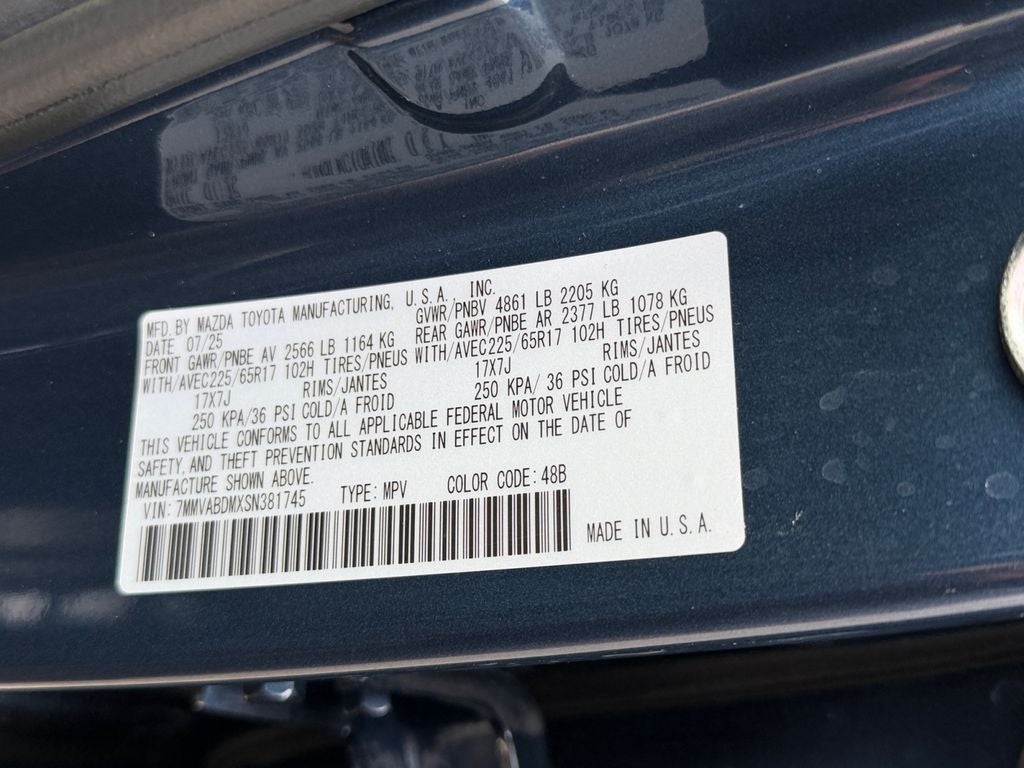 MFD. BY MAZDA TOYOTA MANUFACTURING, U.S.A., INC.
DATE 07/25 GVWR/PNBV 4861 LB 2205 KG
FRONT GAWR/PNBE AV 2566 LB 1164 KG REAR GAWR/PNBE AR 2377 LB 1078 KG
WITH/AVEC225/65R17 102H TIRES/PNEUS WITH/AVEC225/65R17 102H TIRES/PNEUS
17X7J RIMS/JANTES 17X7J RIMS/JANTES
250 KPA/36 PSI COLD/A FROID 250 KPA/ 36 PSI COLD/A FROID
THIS VEHICLE CONFORMS TO ALL APPLICABLE FEDERAL MOTOR VEHICLE
SAFETY, AND THEFT PREVENTION STANDARDS IN EFFECT ON THE DATE OF
MANUFACTURE SHOWN ABOVE.
VIN: 7MMVABDMXSN381745 TYPE: MPV COLOR CODE: 48B
MADE IN U.S.A.